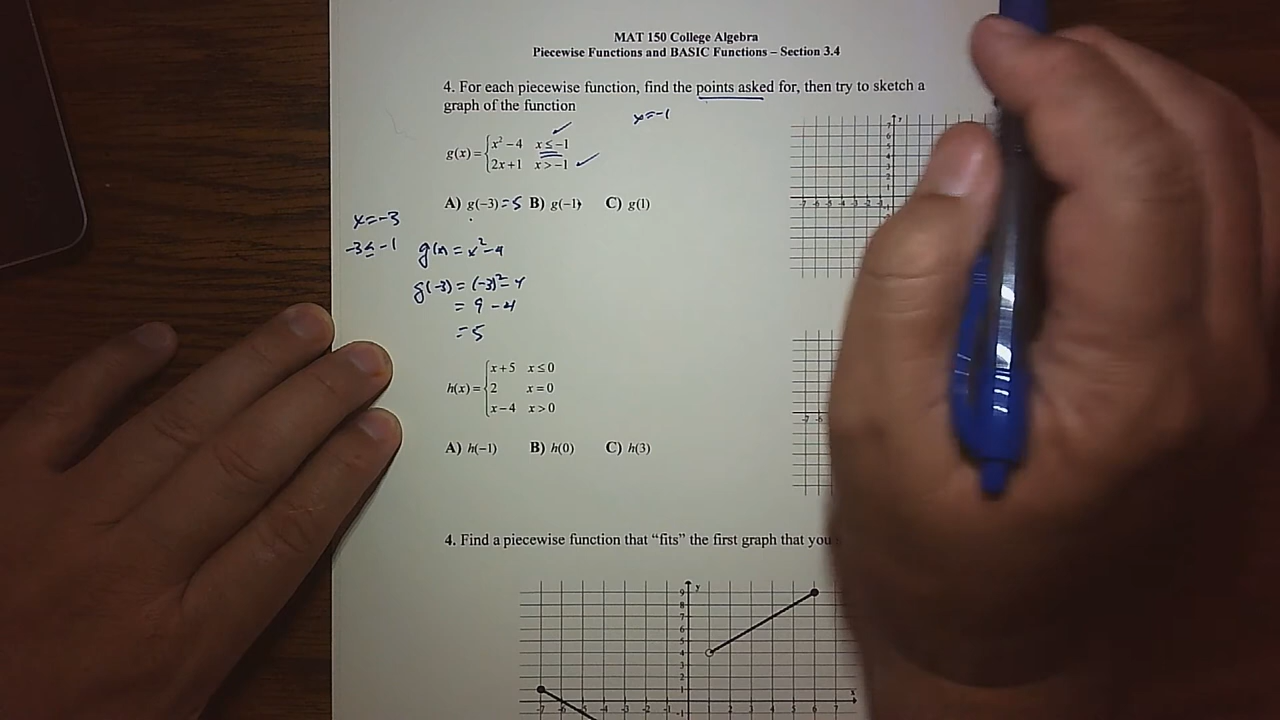 MAT 150 College Algebra
Piecewise Functions and BASIC Functions – Section 3.4
4. For each piecewise function, find the points asked for, then try to sketch a
graph of the function
x=-1
g(x)= { x² – 4 x ≤ –1
2x+1 x > –1
A) g(–3) =5 B) g(–1) C) g(1)
x=-3
-3≤-1 g(x) = x²-4
g(-3) = (-3)²-4
= 9 -4
=5
h(x)= { x+5 x ≤ 0
2 x = 0
x–4 x > 0
A) h(–1) B) h(0) C) h(3)
4. Find a piecewise function that “fits” the first graph that you